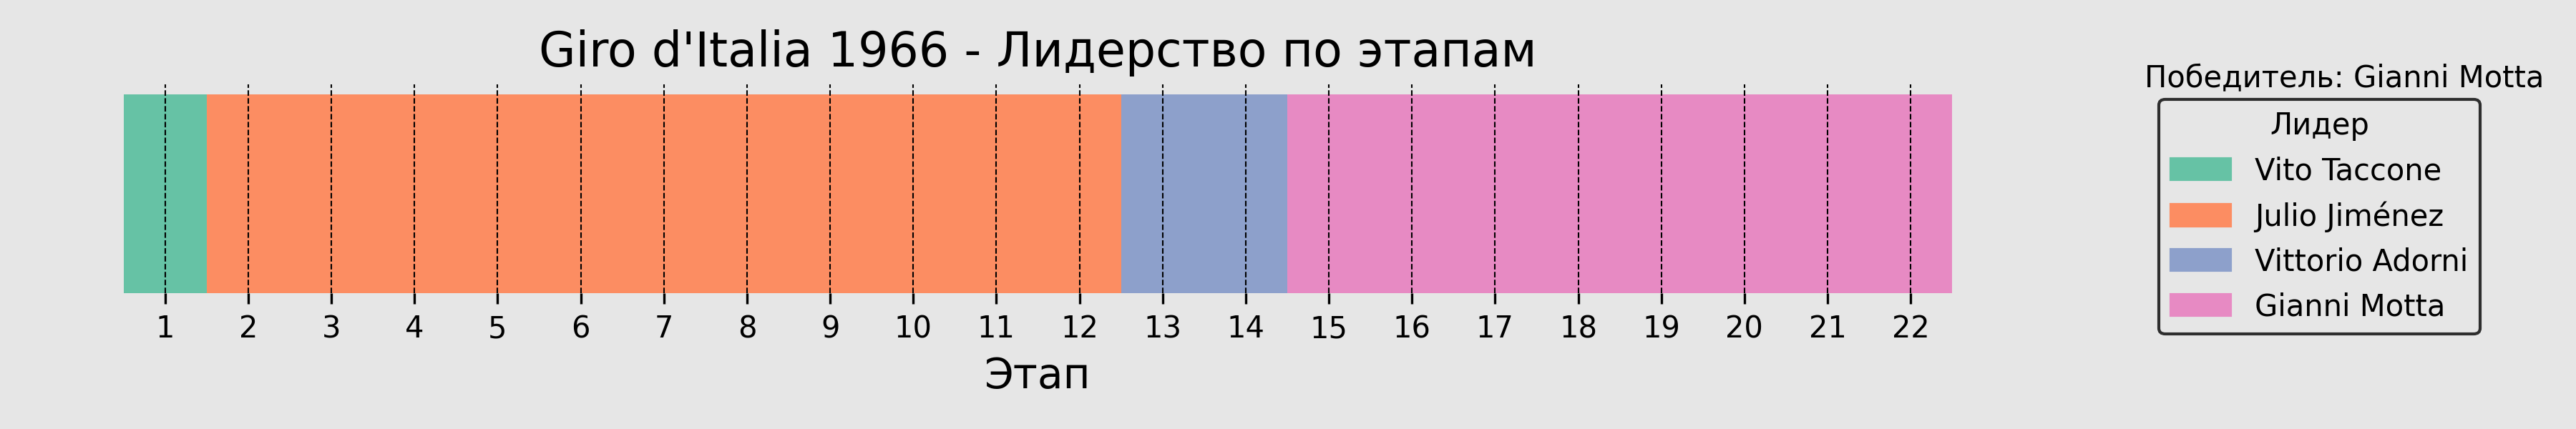 Giro d'Italia 1966 - Лидерство по этапам
Победитель: Gianni Motta
Лидер
Vito Taccone
Julio Jiménez
Vittorio Adorni
Gianni Motta
1 2 3 4 5 6 7 8 9 10 11 12 13 14 15 16 17 18 19 20 21 22
Этап